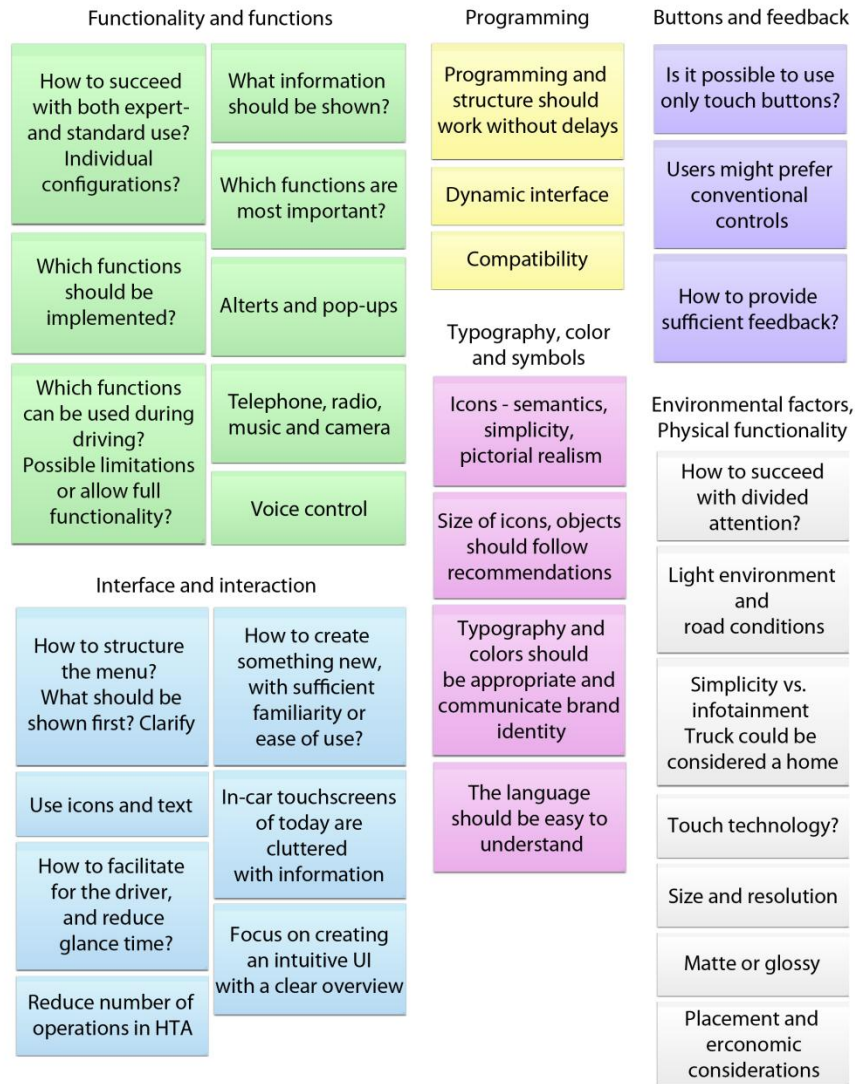 Functionality and functions
How to succeed
with both expert-
and standard use?
Individual
configurations?
What information
should be shown?
Which functions are
most important?
Which functions
should be
implemented?
Alterts and pop-ups
Which functions
can be used during
driving?
Possible limitations
or allow full
functionality?
Telephone, radio,
music and camera
Voice control
Interface and interaction
How to structure
the menu?
What should be
shown first? Clarify
How to create
something new,
with sufficient
familiarity or
ease of use?
Use icons and text
In-car touchscreens
of today are
cluttered
with information
How to facilitate
for the driver,
and reduce
glance time?
Focus on creating
an intuitive UI
with a clear overview
Reduce number of
operations in HTA
Programming
Programming and
structure should
work without delays
Dynamic interface
Compatibility
Typography, color
and symbols
Icons - semantics,
simplicity,
pictorial realism
Size of icons, objects
should follow
recommendations
Typography and
colors should
be appropriate and
communicate brand
identity
The language
should be easy to
understand
Buttons and feedback
Is it possible to use
only touch buttons?
Users might prefer
conventional
controls
How to provide
sufficient feedback?
Environmental factors,
Physical functionality
How to succeed
with divided
attention?
Light environment
and
road conditions
Simplicity vs.
infotainment
Truck could be
considered a home
Touch technology?
Size and resolution
Matte or glossy
Placement and
erconomic
considerations